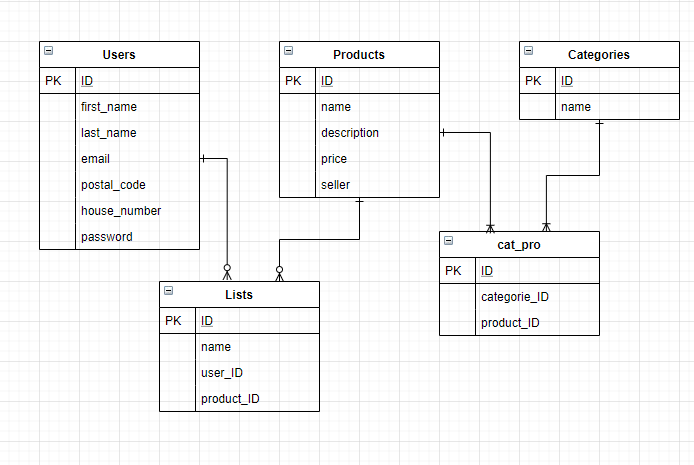 Users
PK ID
first_name
last_name
email
postal_code
house_number
password
Products
PK ID
name
description
price
seller
Categories
PK ID
name
Lists
PK ID
name
user_ID
product_ID
cat_pro
PK ID
categorie_ID
product_ID